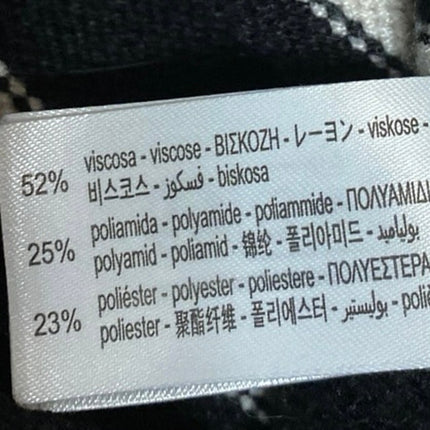 52% viscosa - viscose - ΒΙΣΚΟΖΗ - レーヨン - viskose -
비스코스 - فسكوز - biskosa
25% poliamida - polyamide - poliammide - ΠΟΛΥΑΜΙΔΙ
polyamid - poliamid - 锦纶 - 폴리아미드 - بولياميد
23% poliéster - polyester - poliestere - ΠΟΛΥΕΣΤΕΡΑ
poliester - 聚酯纤维 - 폴리에스터 - بوليستير - polié